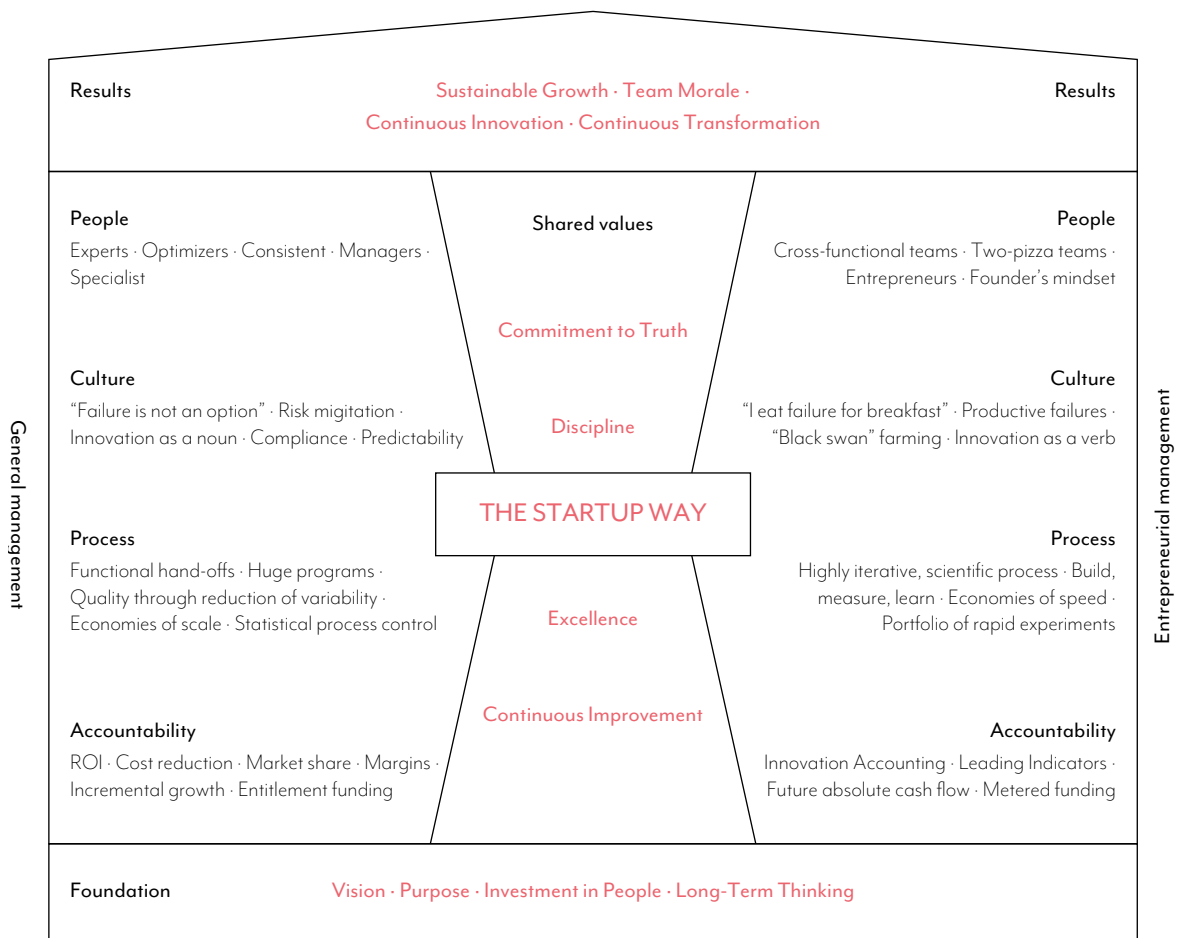 Results
Sustainable Growth · Team Morale ·
Continuous Innovation · Continuous Transformation
Results
General management
People
Experts · Optimizers · Consistent · Managers ·
Specialist
Culture
“Failure is not an option” · Risk migitation ·
Innovation as a noun · Compliance · Predictability
Process
Functional hand-offs · Huge programs ·
Quality through reduction of variability ·
Economies of scale · Statistical process control
Accountability
ROI · Cost reduction · Market share · Margins ·
Incremental growth · Entitlement funding
Shared values
Commitment to Truth
Discipline
THE STARTUP WAY
Excellence
Continuous Improvement
People
Cross-functional teams · Two-pizza teams ·
Entrepreneurs · Founder’s mindset
Culture
“I eat failure for breakfast” · Productive failures ·
“Black swan” farming · Innovation as a verb
Process
Highly iterative, scientific process · Build,
measure, learn · Economies of speed ·
Portfolio of rapid experiments
Accountability
Innovation Accounting · Leading Indicators ·
Future absolute cash flow · Metered funding
Entrepreneurial management
Foundation
Vision · Purpose · Investment in People · Long-Term Thinking